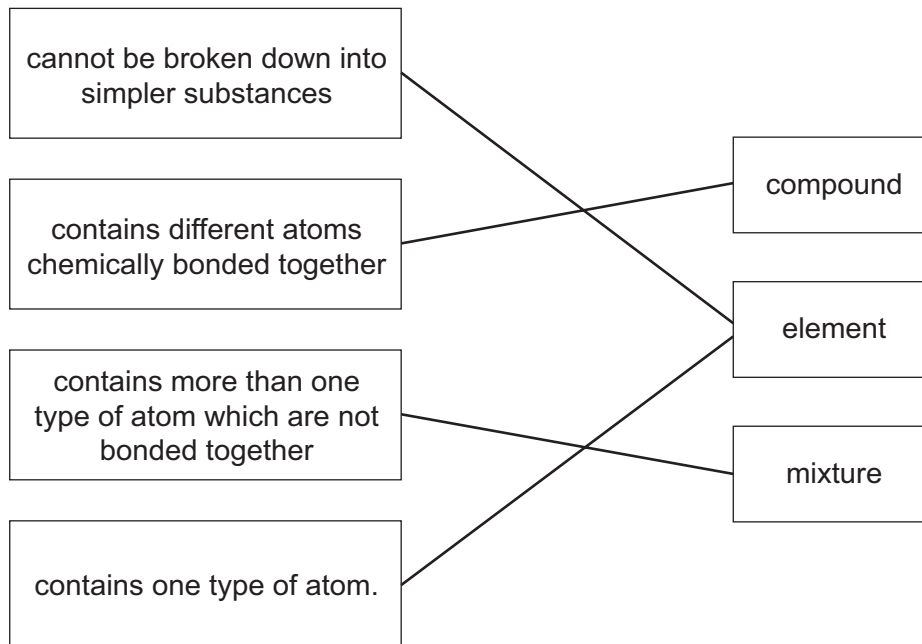 cannot be broken down into
simpler substances
contains different atoms
chemically bonded together
contains more than one
type of atom which are not
bonded together
contains one type of atom.
compound
element
mixture